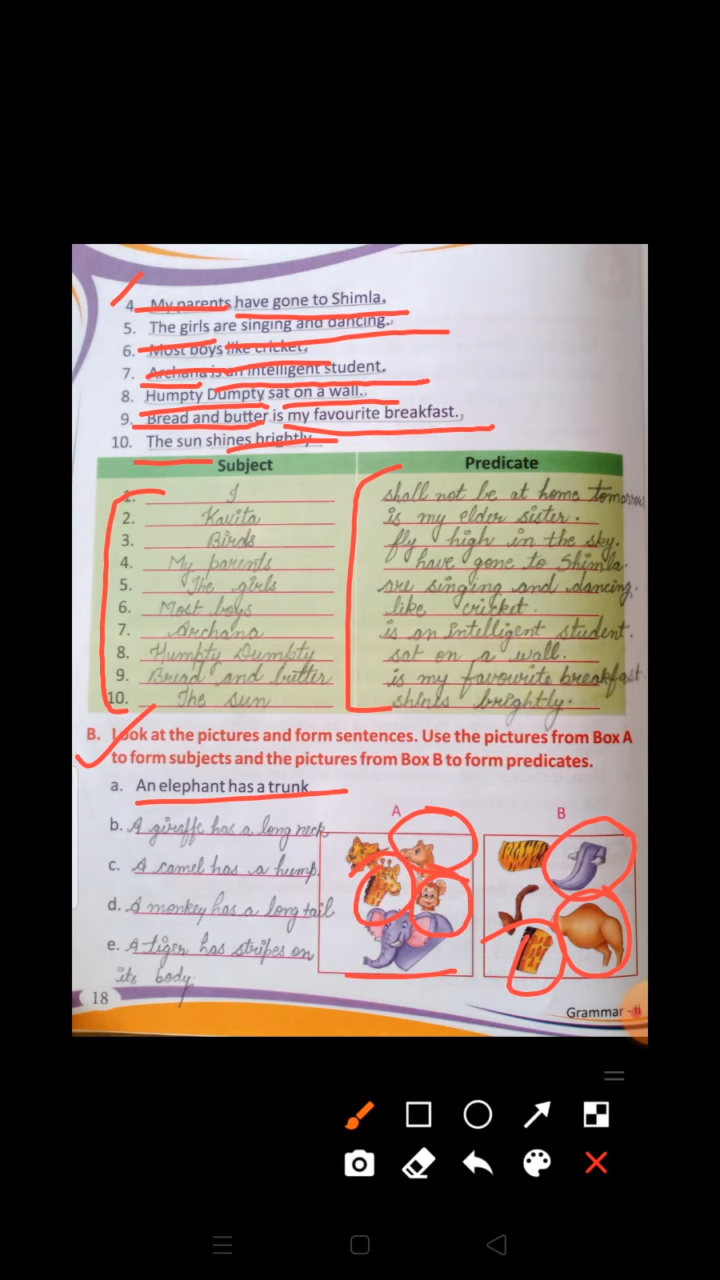 4. My parents have gone to Shimla.
5. The girls are singing and dancing.
6. Most boys like cricket.
7. Archana is an intelligent student.
8. Humpty Dumpty sat on a wall.
9. Bread and butter is my favourite breakfast.
10. The sun shines brightly.
Subject Predicate
1. I shall not be at home tomorrow
2. Kavita is my elder sister.
3. Birds fly high in the sky.
4. My parents have gone to Shimla.
5. The girls are singing and dancing.
6. Most boys like cricket.
7. Archana is an intelligent student.
8. Humpty Dumpty sat on a wall.
9. Bread and butter is my favourite breakfast.
10. The sun shines brightly.
B. Look at the pictures and form sentences. Use the pictures from Box A
to form subjects and the pictures from Box B to form predicates.
a. An elephant has a trunk
b. A giraffe has a long neck
c. A camel has a hump.
d. A monkey has a long tail
e. A tiger has stripes on
its body.
A B
18
Grammar